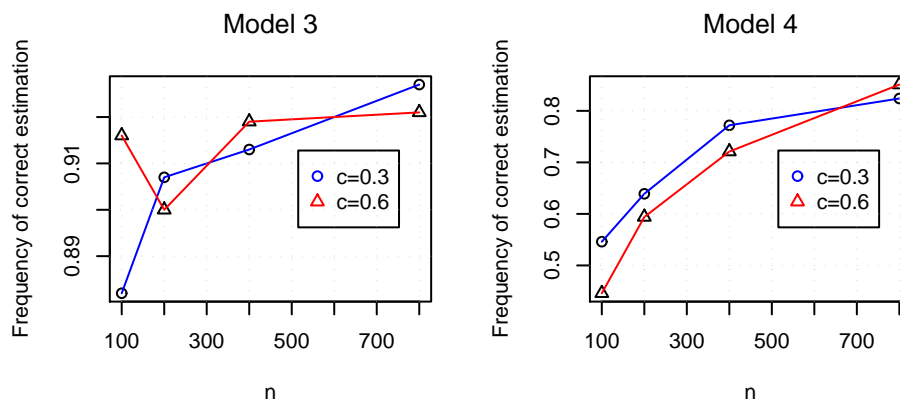 Model 3
Frequency of correct estimation
0.89
0.91
c=0.3
c=0.6
100
300
500
700
n
Model 4
Frequency of correct estimation
0.5
0.6
0.7
0.8
c=0.3
c=0.6
100
300
500
700
n